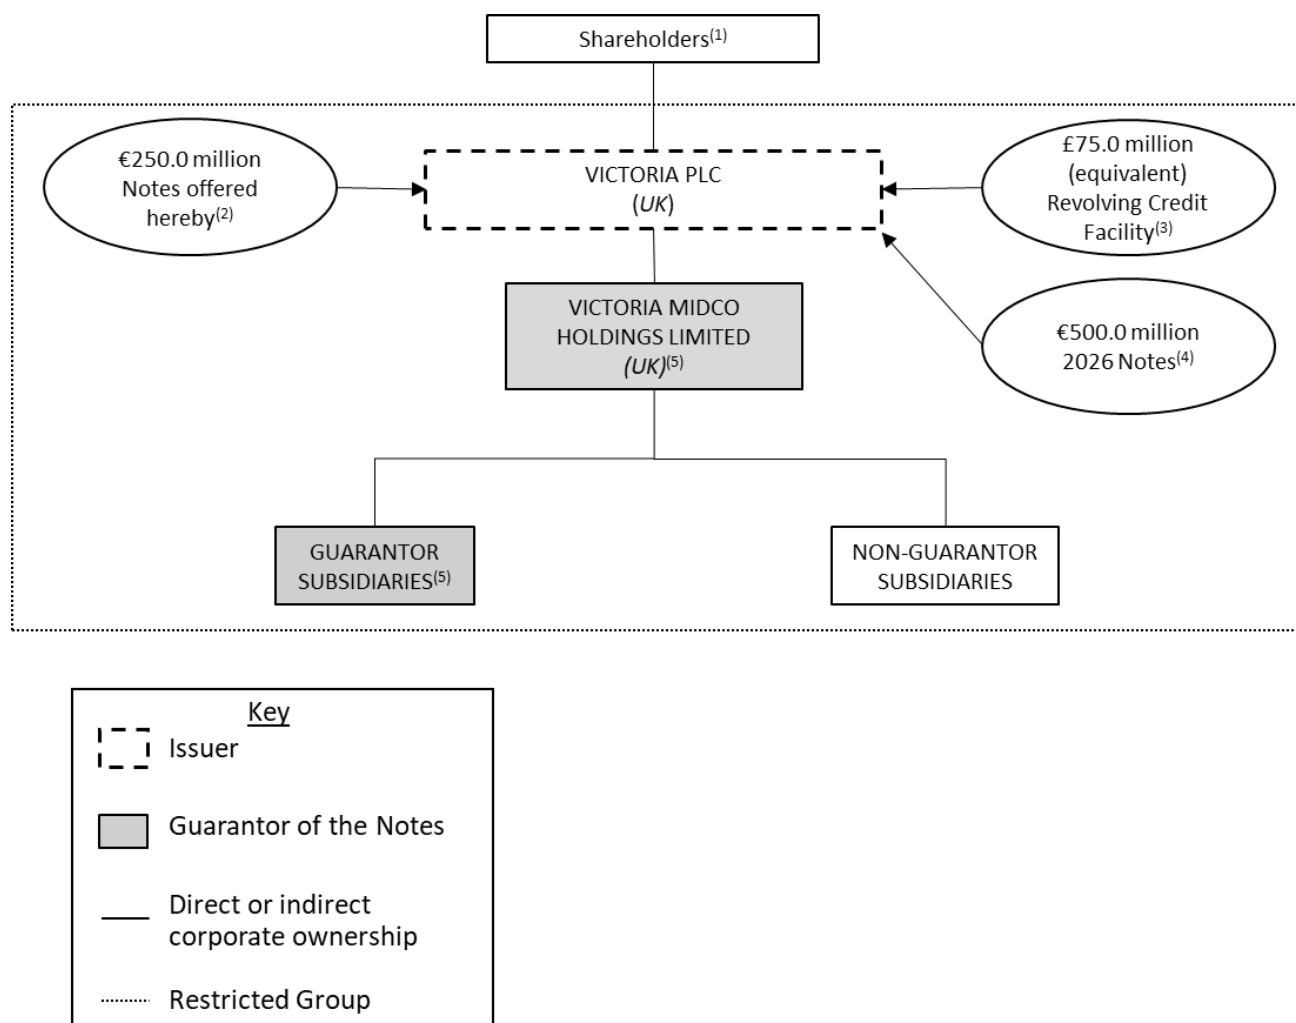 Shareholders(1)
€250.0 million
Notes offered
hereby(2)
VICTORIA PLC
(UK)
£75.0 million
(equivalent)
Revolving Credit
Facility(3)
VICTORIA MIDCO
HOLDINGS LIMITED
(UK)(5)
€500.0 million
2026 Notes(4)
GUARANTOR
SUBSIDIARIES(5)
NON-GUARANTOR
SUBSIDIARIES
Key
Issuer
Guarantor of the Notes
Direct or indirect
corporate ownership
Restricted Group